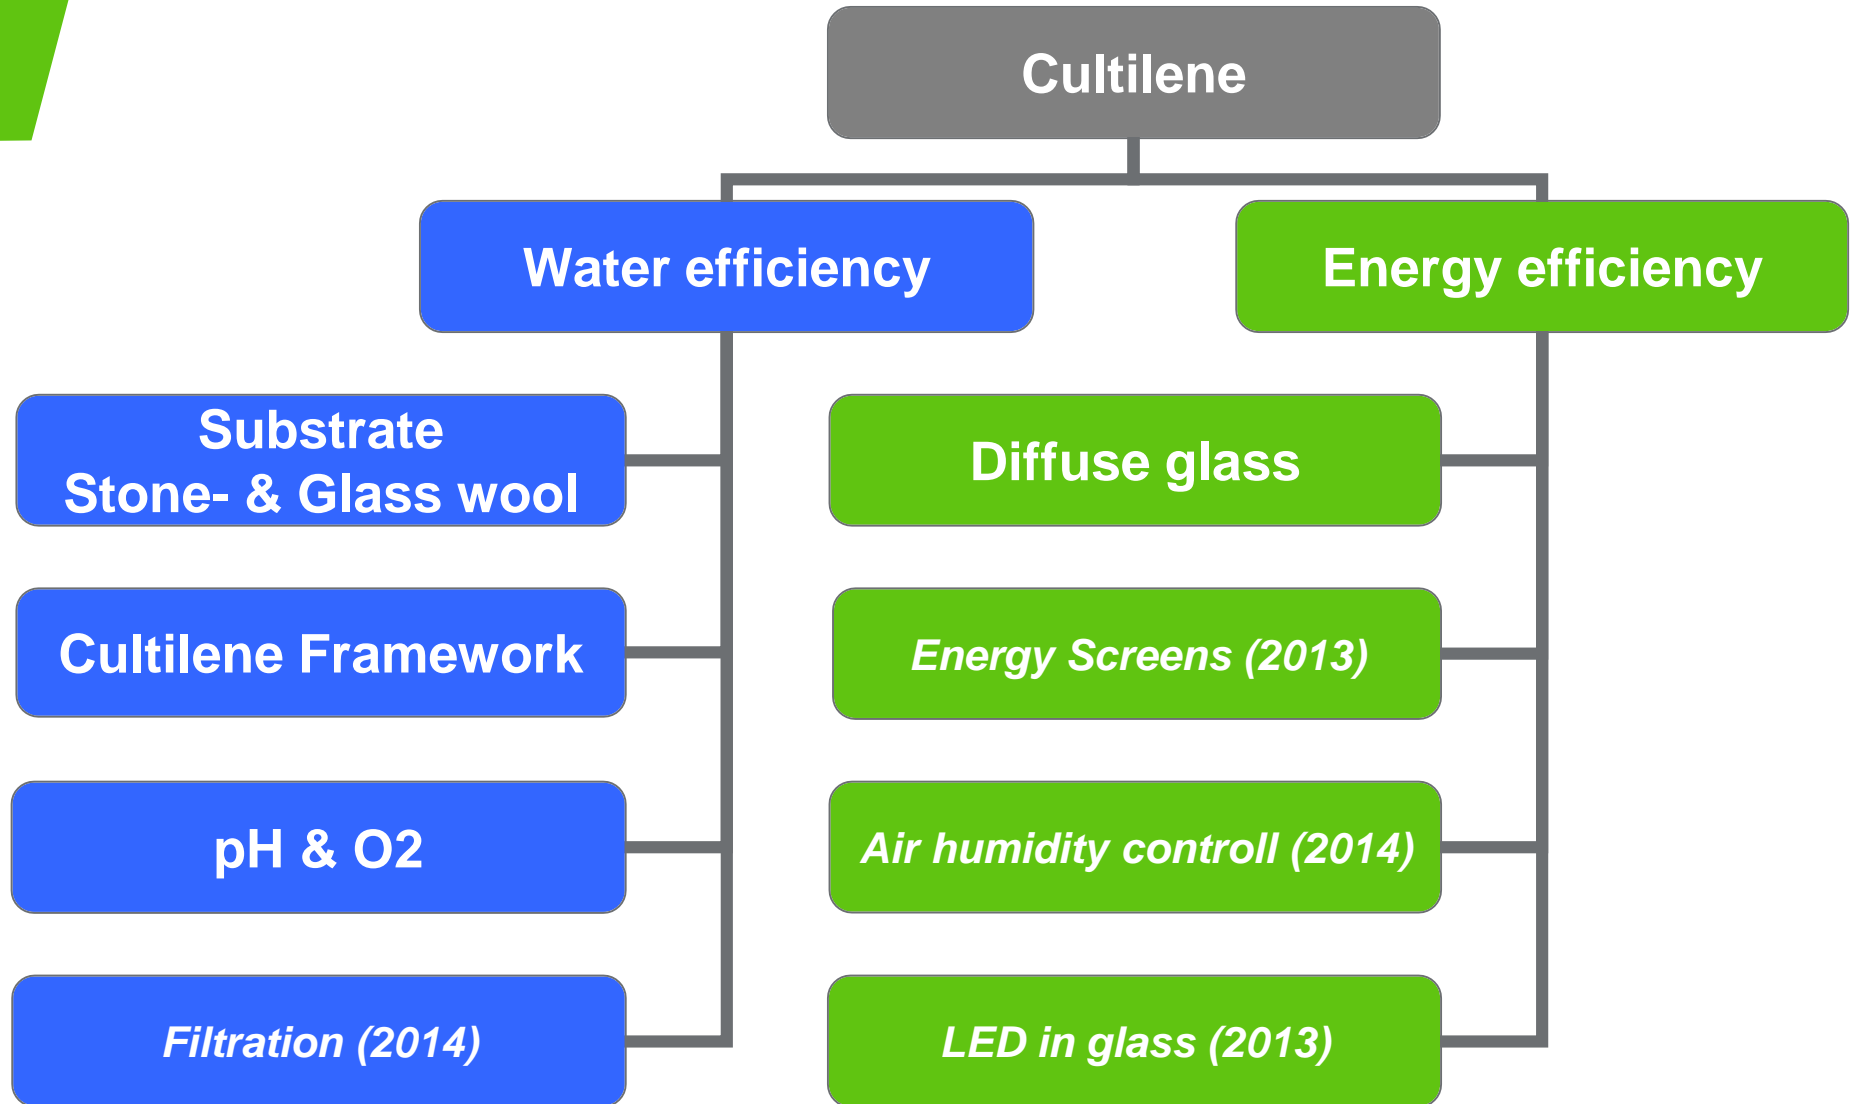 Cultilene
Water efficiency
Energy efficiency
Substrate
Stone- & Glass wool
Diffuse glass
Cultilene Framework
Energy Screens (2013)
pH & O2
Air humidity controll (2014)
Filtration (2014)
LED in glass (2013)